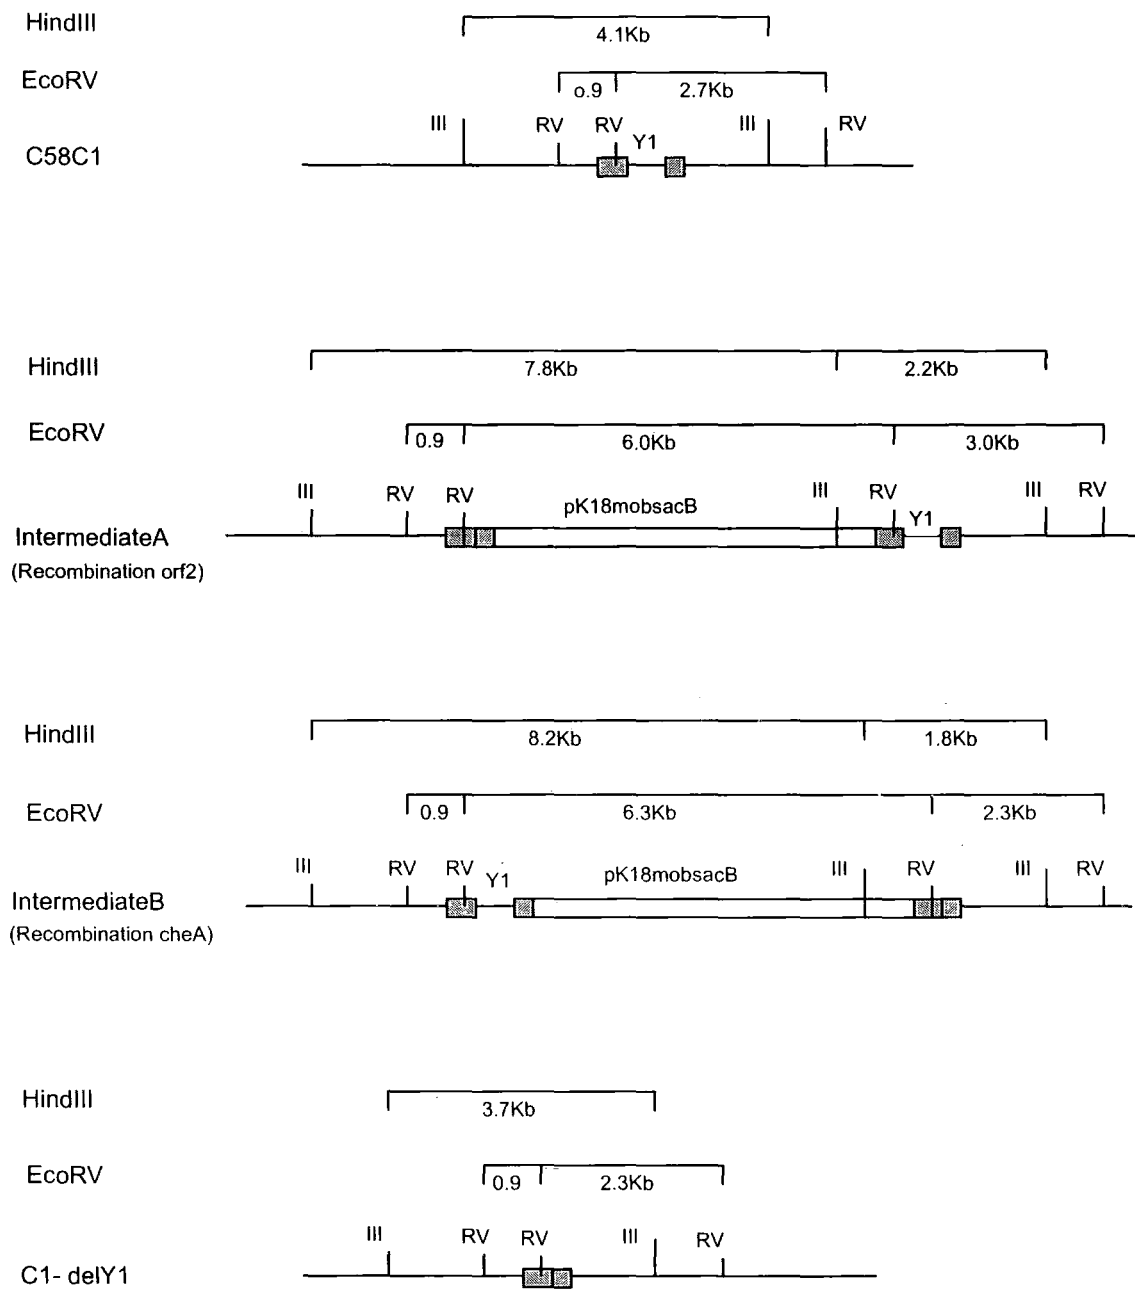 HindIII
4.1Kb
EcoRV
o.9 2.7Kb
III RV RV Y1 III RV
C58C1
HindIII
7.8Kb 2.2Kb
EcoRV
0.9 6.0Kb 3.0Kb
III RV RV pK18mobsacB III RV Y1 III RV
IntermediateA
(Recombination orf2)
HindIII
8.2Kb 1.8Kb
EcoRV
0.9 6.3Kb 2.3Kb
III RV RV Y1 pK18mobsacB III RV III RV
IntermediateB
(Recombination cheA)
HindIII
3.7Kb
EcoRV
0.9 2.3Kb
III RV RV III RV
C1- delY1